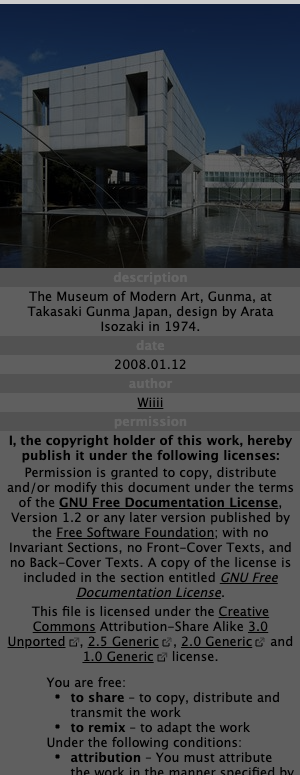 description
The Museum of Modern Art, Gunma, at
Takasaki Gunma Japan, design by Arata
Isozaki in 1974.
date
2008.01.12
author
Wiiii
permission
I, the copyright holder of this work, hereby
publish it under the following licenses:
Permission is granted to copy, distribute
and/or modify this document under the terms
of the GNU Free Documentation License,
Version 1.2 or any later version published by
the Free Software Foundation; with no
Invariant Sections, no Front-Cover Texts, and
no Back-Cover Texts. A copy of the license is
included in the section entitled GNU Free
Documentation License.
This file is licensed under the Creative
Commons Attribution-Share Alike 3.0
Unported, 2.5 Generic, 2.0 Generic and
1.0 Generic license.
You are free:
• to share – to copy, distribute and
transmit the work
• to remix – to adapt the work
Under the following conditions:
• attribution – You must attribute
the work in the manner specified by